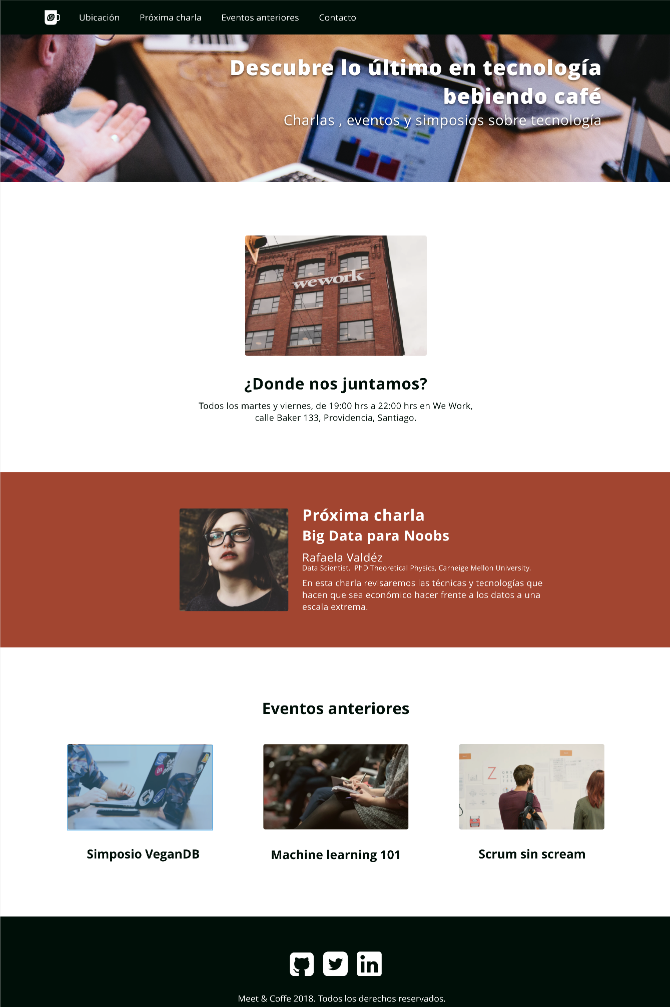 Ubicación Próxima charla Eventos anteriores Contacto
Descubre lo último en tecnología
bebiendo café
Charlas , eventos y simposios sobre tecnología
wework
¿Donde nos juntamos?
Todos los martes y viernes, de 19:00 hrs a 22:00 hrs en We Work,
calle Baker 133, Providencia, Santiago.
Próxima charla
Big Data para Noobs
Rafaela Valdéz
Data Scientist, PhD Theoretical Physics, Carneige Mellon University.
En esta charla revisaremos las técnicas y tecnologías que
hacen que sea económico hacer frente a los datos a una
escala extrema.
Eventos anteriores
Simposio VeganDB Machine learning 101 Scrum sin scream
Meet & Coffe 2018. Todos los derechos reservados.